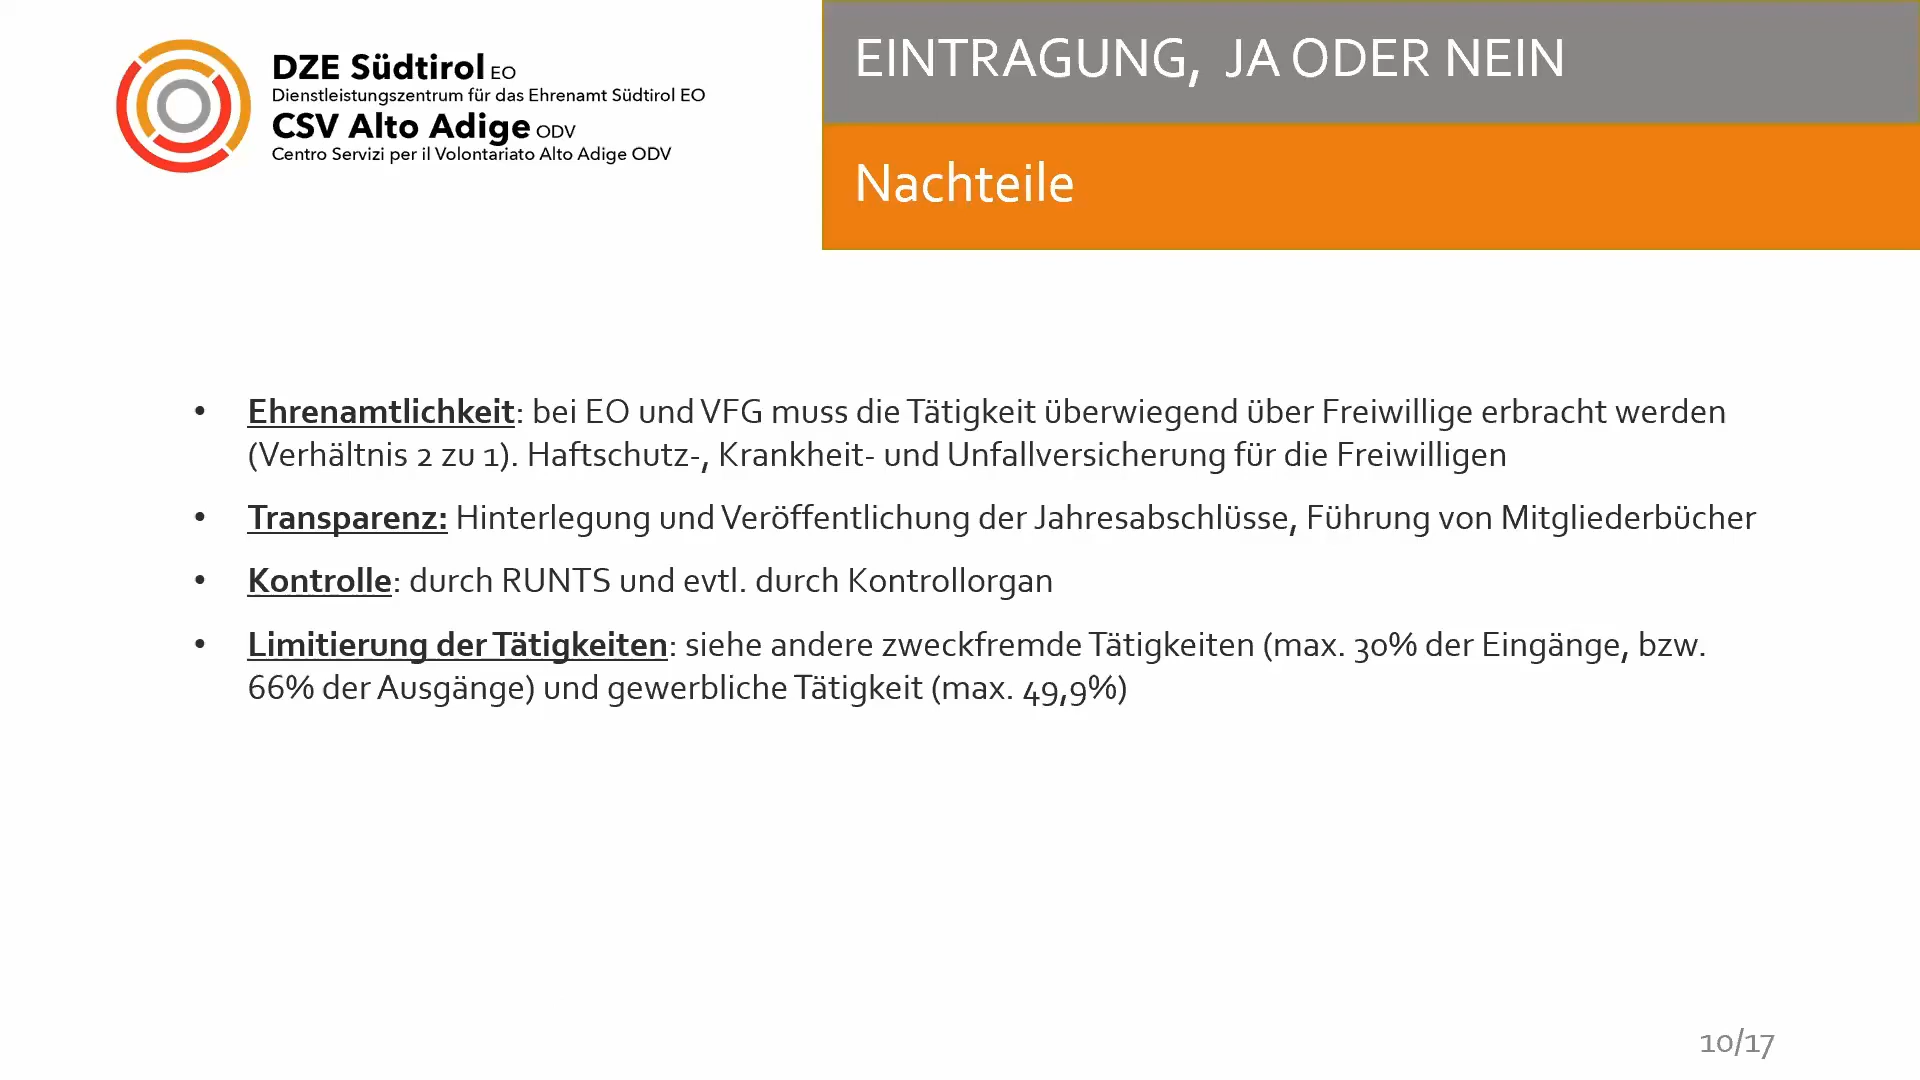 DZE Südtirol EO
Dienstleistungszentrum für das Ehrenamt Südtirol EO
CSV Alto Adige ODV
Centro Servizi per il Volontariato Alto Adige ODV
EINTRAGUNG, JA ODER NEIN
Nachteile
• Ehrenamtlichkeit: bei EO und VFG muss die Tätigkeit überwiegend über Freiwillige erbracht werden
(Verhältnis 2 zu 1). Haftschutz-, Krankheit- und Unfallversicherung für die Freiwilligen
• Transparenz: Hinterlegung und Veröffentlichung der Jahresabschlüsse, Führung von Mitgliederbücher
• Kontrolle: durch RUNTS und evtl. durch Kontrollorgan
• Limitierung der Tätigkeiten: siehe andere zweckfremde Tätigkeiten (max. 30% der Eingänge, bzw.
66% der Ausgänge) und gewerbliche Tätigkeit (max. 49,9%)
10/17